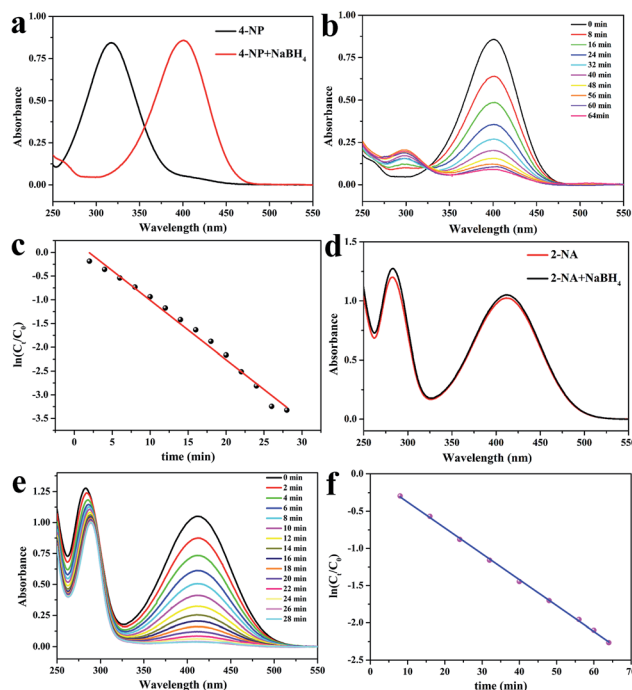 a
4-NP
4-NP+NaBH4
1.00
0.75
0.50
0.25
0.00
Absorbance
250 300 350 400 450 500 550
Wavelength (nm)
b
0 min
8 min
16 min
24 min
32 min
40 min
48 min
56 min
60 min
64min
1.00
0.75
0.50
0.25
0.00
Absorbance
250 300 350 400 450 500 550
Wavelength (nm)
c
0.0
-0.5
-1.0
-1.5
-2.0
-2.5
-3.0
-3.5
ln(Ct/C0)
0 5 10 15 20 25 30
time (min)
d
2-NA
2-NA+NaBH4
1.5
1.0
0.5
0.0
Absorbance
250 300 350 400 450 500 550
Wavelength (nm)
e
0 min
2 min
4 min
6 min
8 min
10 min
12 min
14 min
16 min
18 min
20 min
22 min
24 min
26 min
28 min
1.25
1.00
0.75
0.50
0.25
0.00
Absorbance
250 300 350 400 450 500 550
Wavelength (nm)
f
0.0
-0.5
-1.0
-1.5
-2.0
-2.5
ln(Ct/C0)
0 10 20 30 40 50 60 70
time (min)